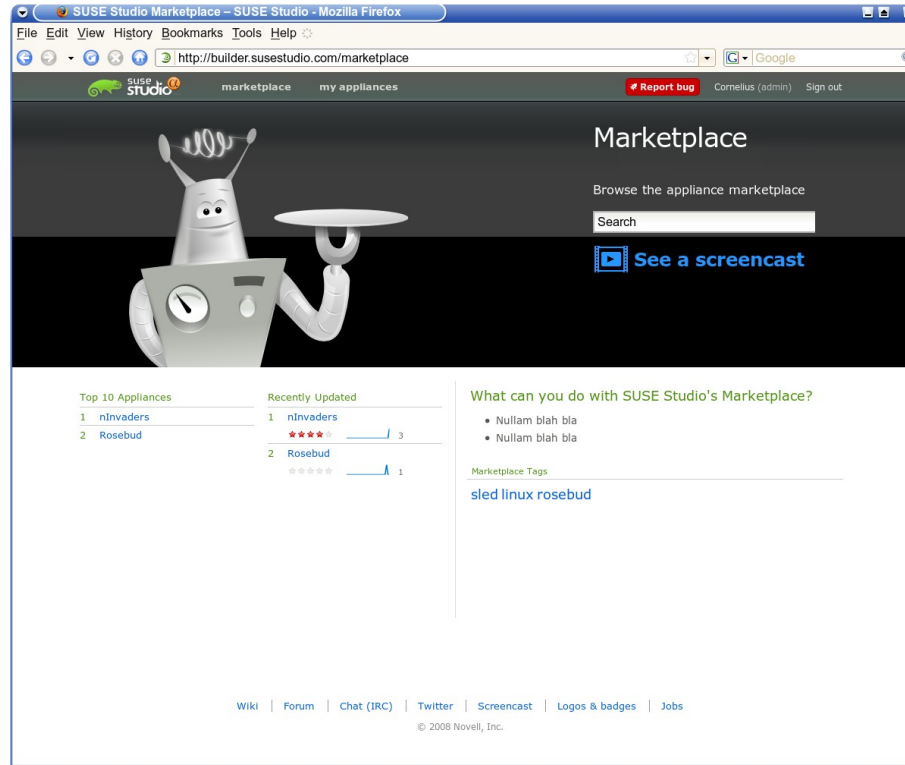 SUSE Studio Marketplace – SUSE Studio - Mozilla Firefox
File Edit View History Bookmarks Tools Help
http://builder.susestudio.com/marketplace
G Google
SUSE studio α
marketplace my appliances
Report bug Cornelius (admin) Sign out
Marketplace
Browse the appliance marketplace
Search
See a screencast
Top 10 Appliances
1 nInvaders
2 Rosebud
Recently Updated
1 nInvaders
3
2 Rosebud
1
What can you do with SUSE Studio's Marketplace?
• Nullam blah bla
• Nullam blah bla
Marketplace Tags
sled linux rosebud
Wiki | Forum | Chat (IRC) | Twitter | Screencast | Logos & badges | Jobs
© 2008 Novell, Inc.